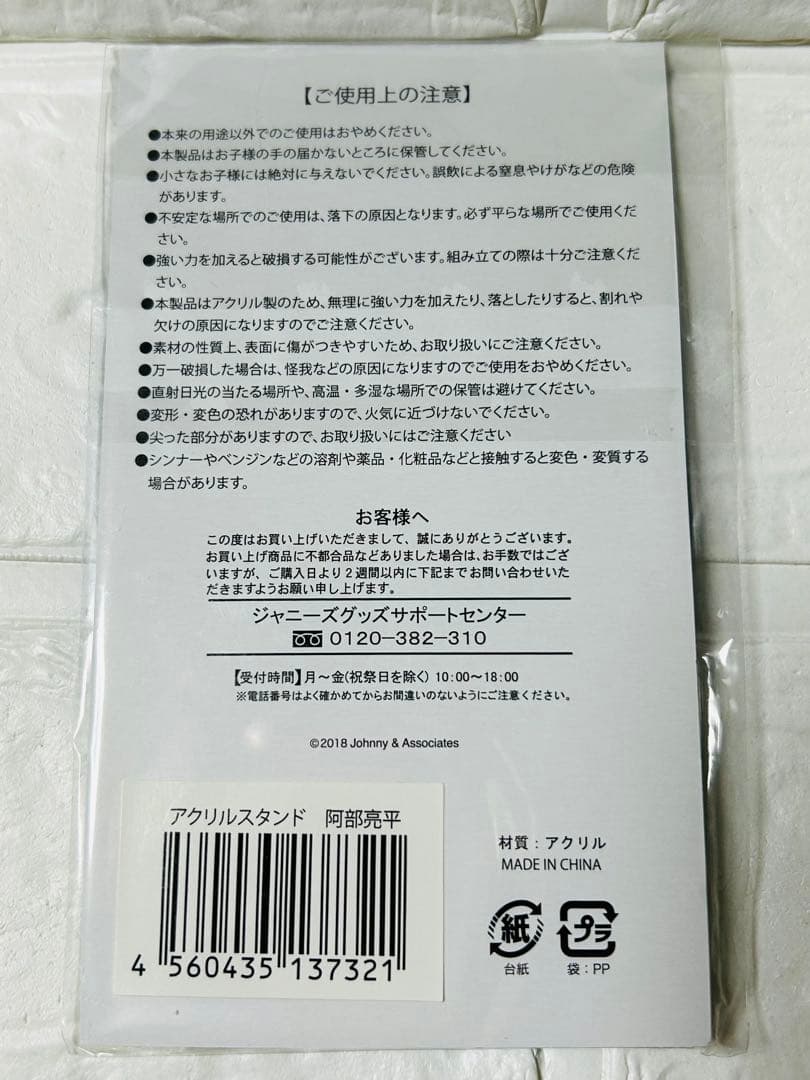 【ご使用上の注意】
●本来の用途以外でのご使用はおやめください。
●本製品はお子様の手の届かないところに保管してください。
●小さなお子様には絶対に与えないでください。誤飲による窒息やけがなどの危険
があります。
●不安定な場所でのご使用は、落下の原因となります。必ず平らな場所でご使用くだ
さい。
●強い力を加えると破損する可能性がございます。組み立ての際は十分ご注意くだ
さい。
●本製品はアクリル製のため、無理に強い力を加えたり、落としたりすると、割れや
欠けの原因になりますのでご注意ください。
●素材の性質上、表面に傷がつきやすいため、お取り扱いにご注意ください。
●万一破損した場合は、怪我などの原因になりますのでご使用をおやめください。
●直射日光の当たる場所や、高温・多湿な場所での保管は避けてください。
●変形・変色の恐れがありますので、火気に近づけないでください。
●尖った部分がありますので、お取り扱いにはご注意ください
●シンナーやベンジンなどの溶剤や薬品・化粧品などと接触すると変色・変質する
場合があります。
お客様へ
この度はお買い上げいただきまして、誠にありがとうございます。
お買い上げ商品に不都合品などありました場合は、お手数ではござ
いますが、ご購入日より2週間以内に下記までお問い合わせいた
だきますようお願い申し上げます。
ジャニーズグッズサポートセンター
0120-382-310
【受付時間】月〜金(祝祭日を除く) 10:00〜18:00
※電話番号はよく確かめてからお間違いのないようにご注意ください。
©2018 Johnny & Associates
アクリルスタンド 阿部亮平
4 560435 137321
材質：アクリル
MADE IN CHINA
紙
プラ
台紙
袋：PP